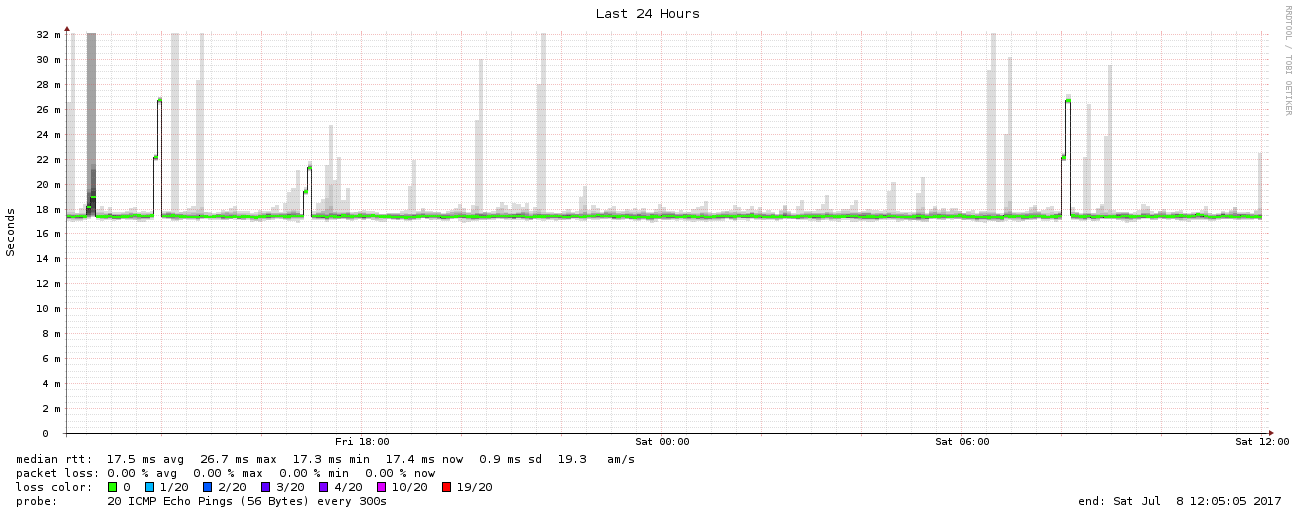 Last 24 Hours
RRDTOOL / TOBI OETIKER
Seconds
32 m
30 m
28 m
26 m
24 m
22 m
20 m
18 m
16 m
14 m
12 m
10 m
8 m
6 m
4 m
2 m
0
Fri 18:00 Sat 00:00 Sat 06:00 Sat 12:00
median rtt: 17.5 ms avg 26.7 ms max 17.3 ms min 17.4 ms now 0.9 ms sd 19.3 am/s
packet loss: 0.00 % avg 0.00 % max 0.00 % min 0.00 % now
loss color: 0 1/20 2/20 3/20 4/20 10/20 19/20
probe: 20 ICMP Echo Pings (56 Bytes) every 300s end: Sat Jul 8 12:05:05 2017